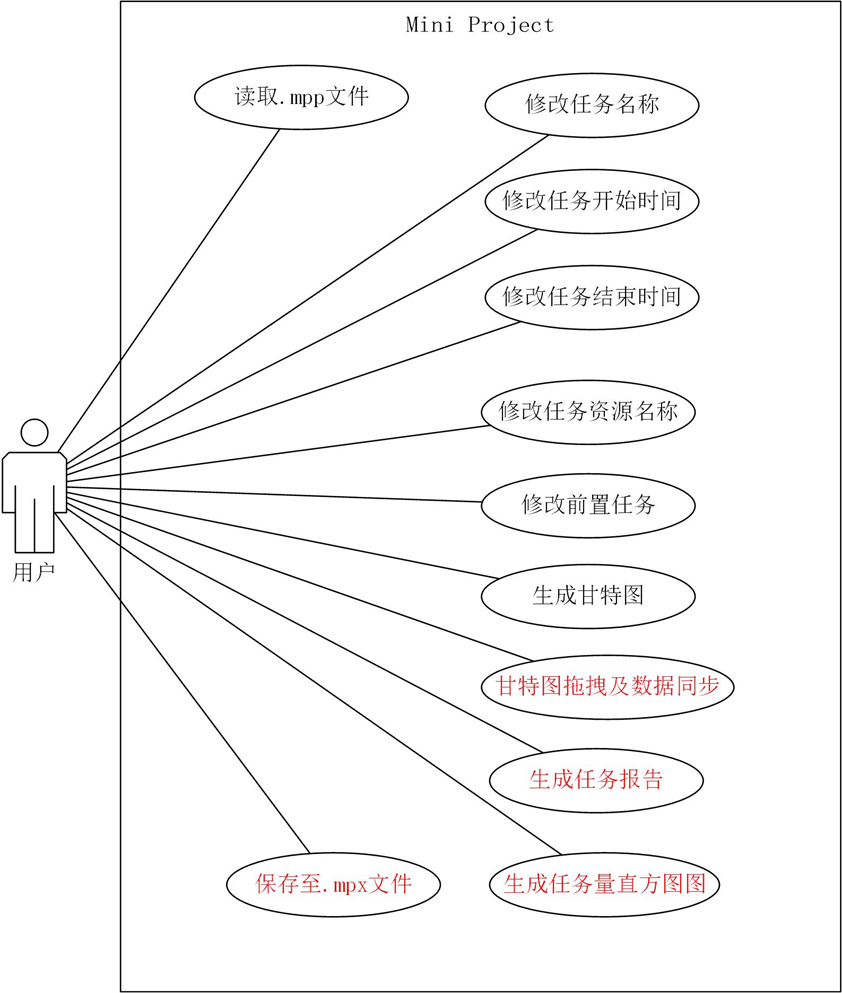 Mini Project
读取.mpp文件
修改任务名称
修改任务开始时间
修改任务结束时间
修改任务资源名称
修改前置任务
用户
生成甘特图
甘特图拖拽及数据同步
生成任务报告
保存至.mpx文件
生成任务量直方图图